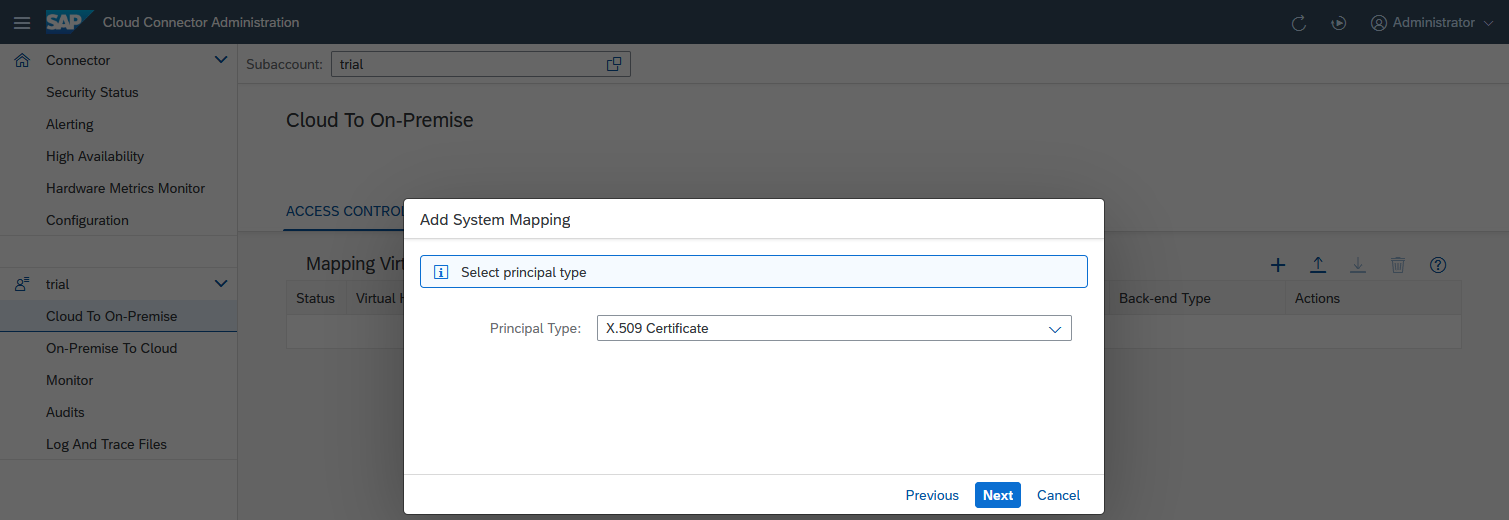 SAP Cloud Connector Administration Administrator
Connector
Subaccount: trial
Security Status
Alerting
High Availability
Hardware Metrics Monitor
Configuration
trial
Cloud To On-Premise
On-Premise To Cloud
Monitor
Audits
Log And Trace Files
Cloud To On-Premise
ACCESS CONTROL
Mapping
Status Virtual Back-end Type Actions
Add System Mapping
Select principal type
Principal Type: X.509 Certificate
Previous Next Cancel